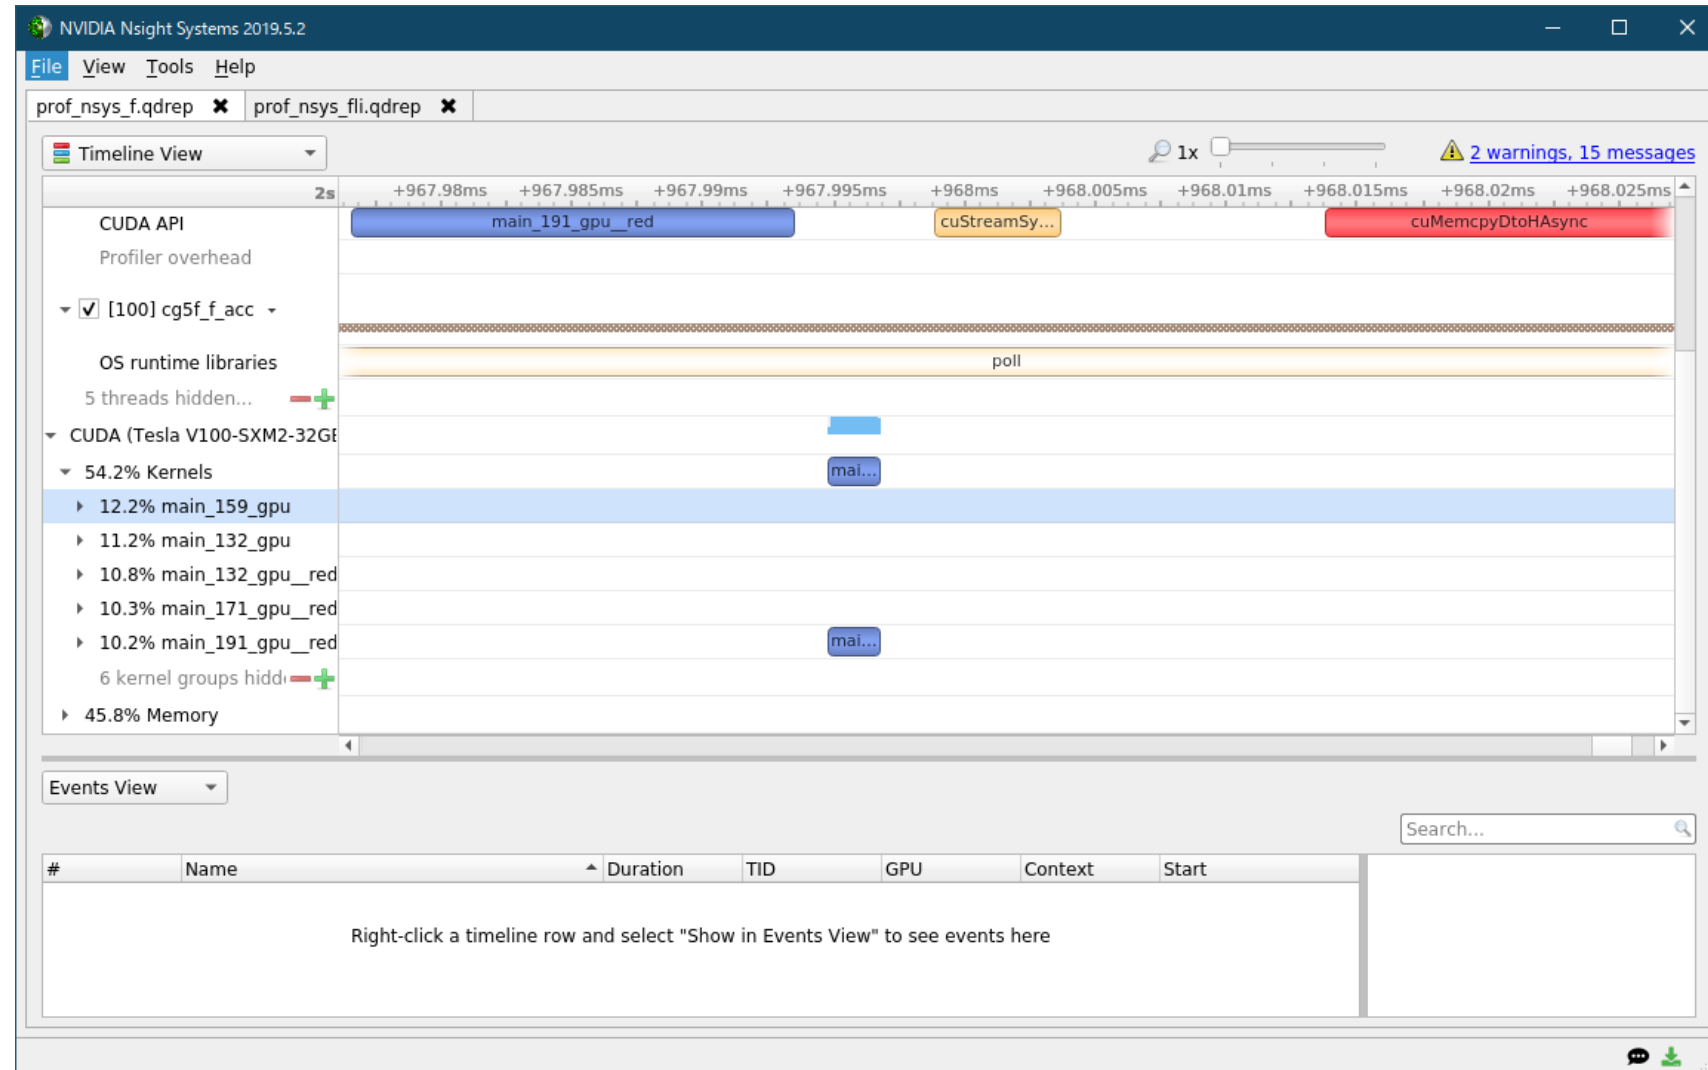 NVIDIA Nsight Systems 2019.5.2
File View Tools Help
prof_nsys_f.qdrep prof_nsys_fli.qdrep
Timeline View 1x 2 warnings, 15 messages
2s +967.98ms +967.985ms +967.99ms +967.995ms +968ms +968.005ms +968.01ms +968.015ms +968.02ms +968.025ms
CUDA API main_191_gpu__red cuStreamSy... cuMemcpyDtoHAsync
Profiler overhead
[100] cg5f_f_acc
OS runtime libraries poll
5 threads hidden...
CUDA (Tesla V100-SXM2-32GB
54.2% Kernels mai...
12.2% main_159_gpu
11.2% main_132_gpu
10.8% main_132_gpu__red
10.3% main_171_gpu__red
10.2% main_191_gpu__red mai...
6 kernel groups hidd
45.8% Memory
Events View
Search...
# Name Duration TID GPU Context Start
Right-click a timeline row and select "Show in Events View" to see events here